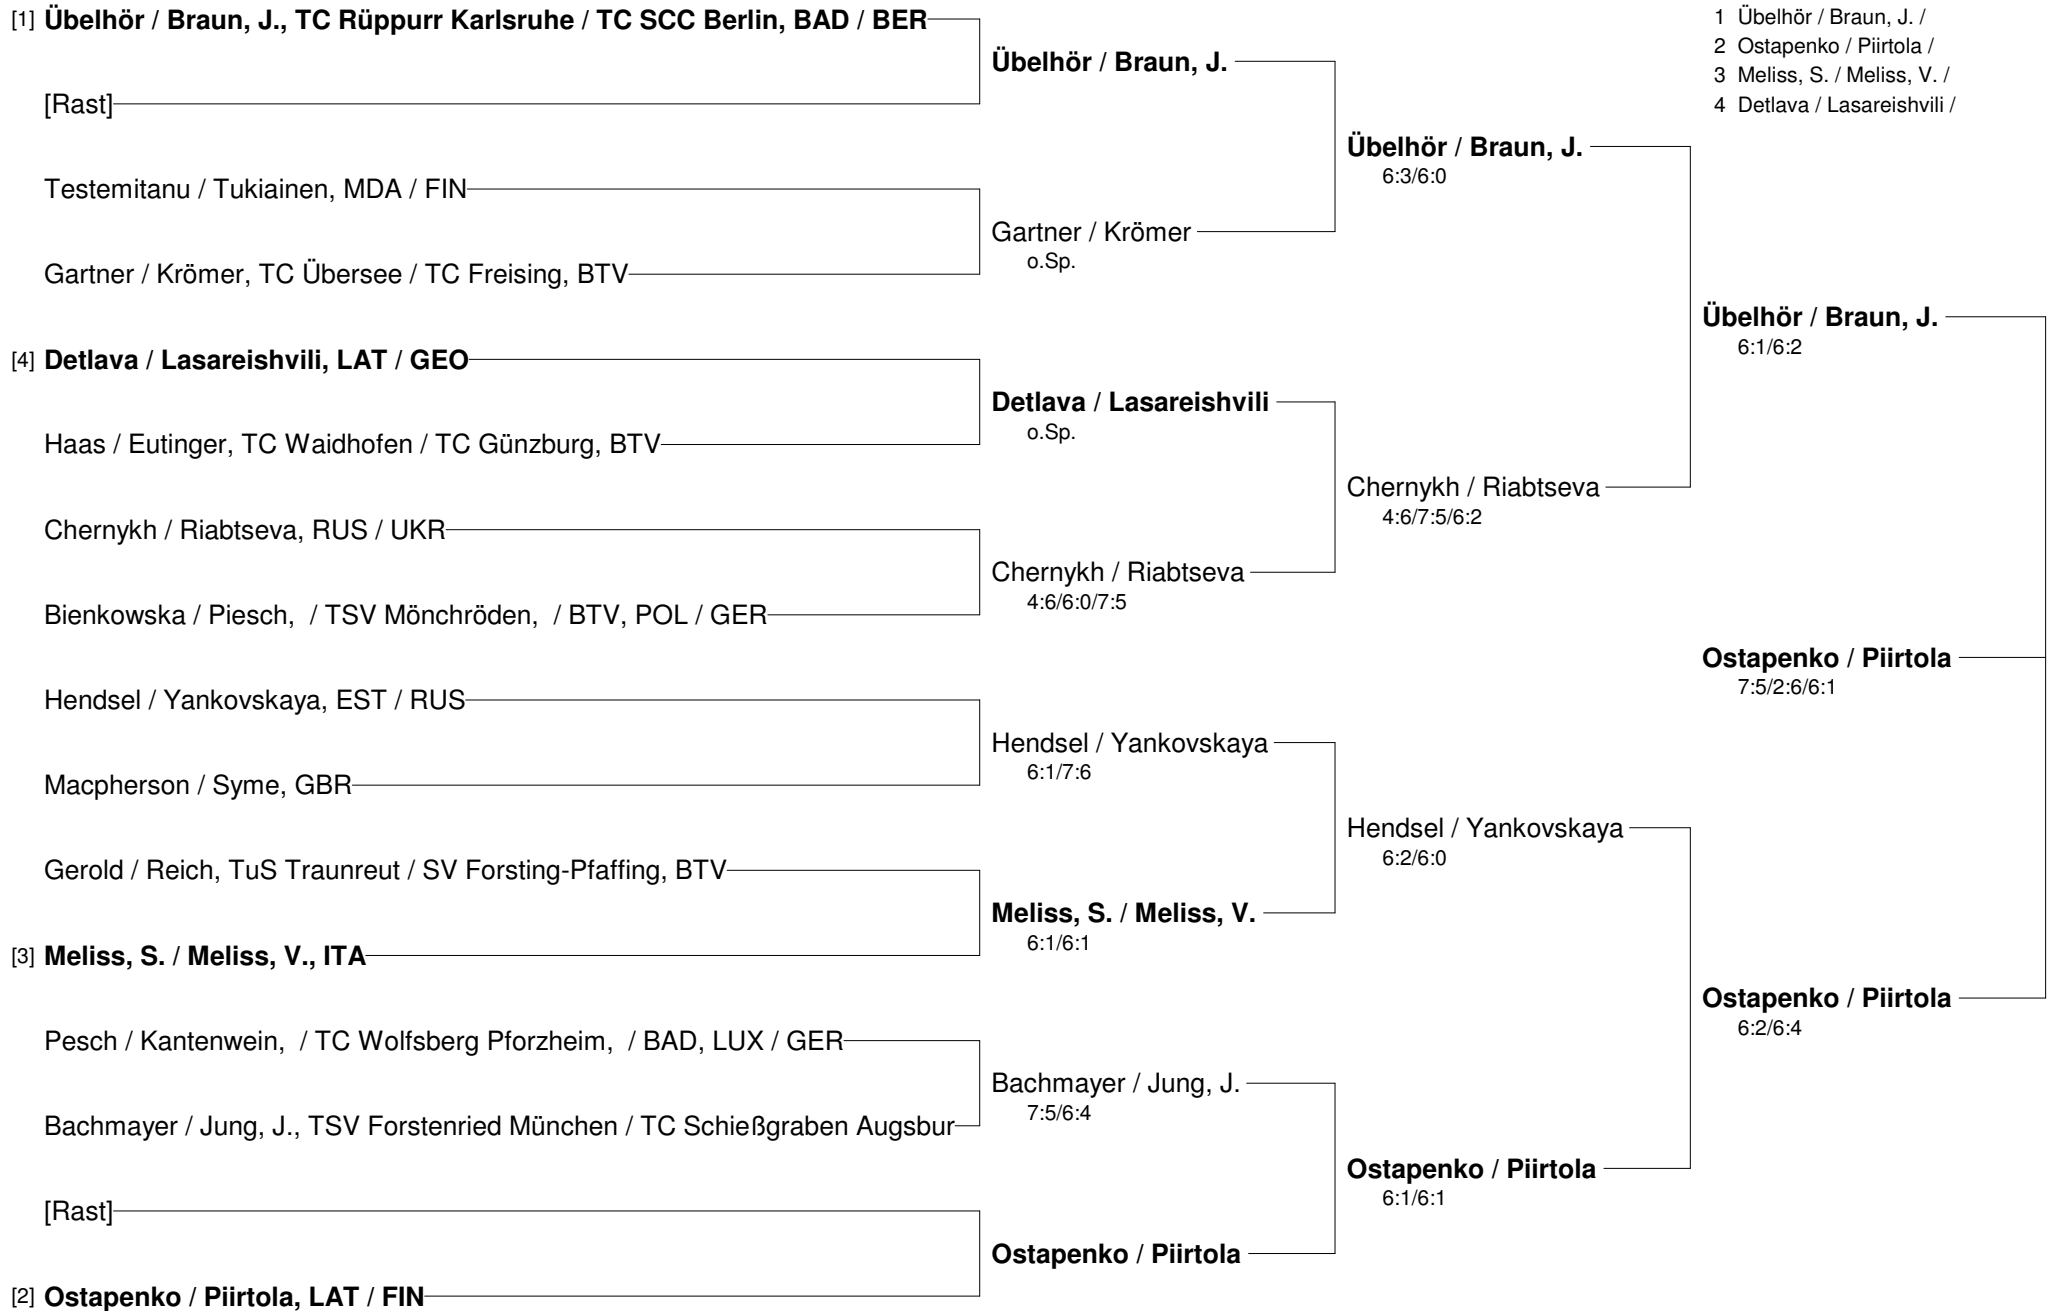 [1] Übelhör / Braun, J., TC Rüppurr Karlsruhe / TC SCC Berlin, BAD / BER
[Rast]
Testemitanu / Tukiainen, MDA / FIN
Gartner / Krömer, TC Übersee / TC Freising, BTV
[4] Detlava / Lasareishvili, LAT / GEO
Haas / Eutinger, TC Waidhofen / TC Günzburg, BTV
Chernykh / Riabtseva, RUS / UKR
Bienkowska / Piesch, / TSV Mönchröden, / BTV, POL / GER
Hendsel / Yankovskaya, EST / RUS
Macpherson / Syme, GBR
Gerold / Reich, TuS Traunreut / SV Forsting-Pfaffing, BTV
[3] Meliss, S. / Meliss, V., ITA
Pesch / Kantenwein, / TC Wolfsberg Pforzheim, / BAD, LUX / GER
Bachmayer / Jung, J., TSV Forstenried München / TC Schießgraben Augsbur
[Rast]
[2] Ostapenko / Piirtola, LAT / FIN
Übelhör / Braun, J.
Gartner / Krömer
o.Sp.
Detlava / Lasareishvili
o.Sp.
Chernykh / Riabtseva
4:6/6:0/7:5
Hendsel / Yankovskaya
6:1/7:6
Meliss, S. / Meliss, V.
6:1/6:1
Bachmayer / Jung, J.
7:5/6:4
Ostapenko / Piirtola
Übelhör / Braun, J.
6:3/6:0
Chernykh / Riabtseva
4:6/7:5/6:2
Hendsel / Yankovskaya
6:2/6:0
Ostapenko / Piirtola
6:1/6:1
Übelhör / Braun, J.
6:1/6:2
Ostapenko / Piirtola
7:5/2:6/6:1
Ostapenko / Piirtola
6:2/6:4
1 Übelhör / Braun, J. /
2 Ostapenko / Piirtola /
3 Meliss, S. / Meliss, V. /
4 Detlava / Lasareishvili /